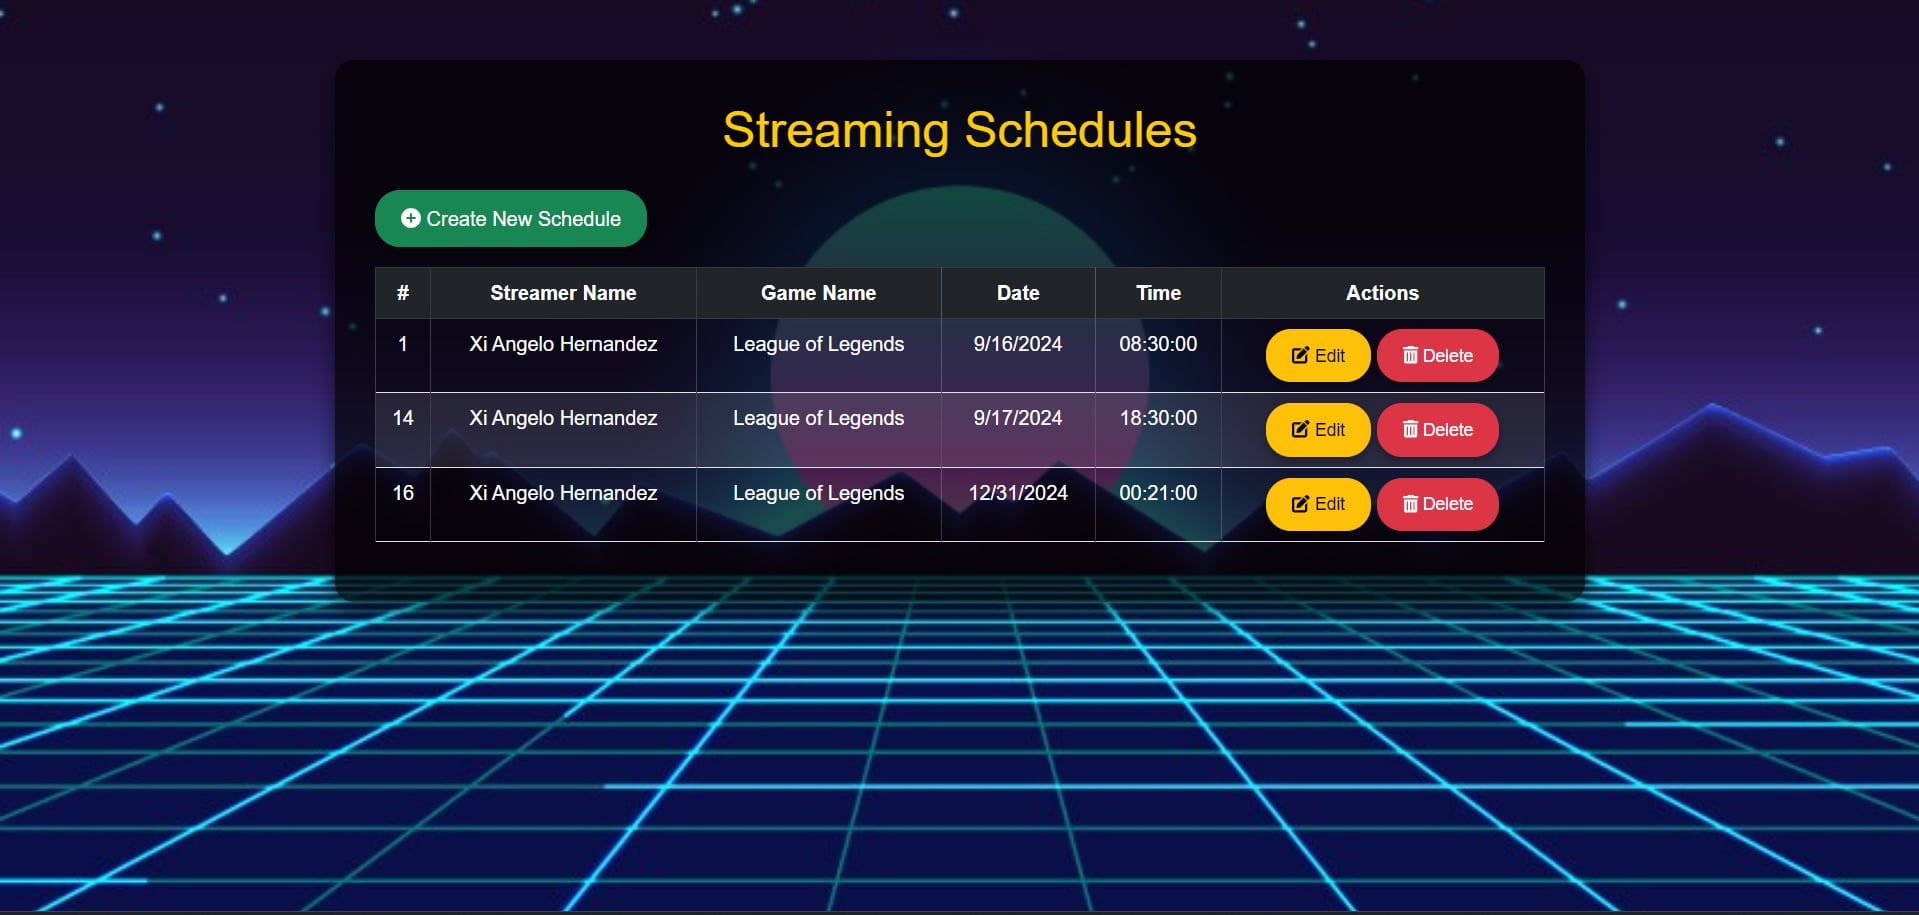 Streaming Schedules
Create New Schedule
# Streamer Name Game Name Date Time Actions
1 Xi Angelo Hernandez League of Legends 9/16/2024 08:30:00 Edit Delete
14 Xi Angelo Hernandez League of Legends 9/17/2024 18:30:00 Edit Delete
16 Xi Angelo Hernandez League of Legends 12/31/2024 00:21:00 Edit Delete